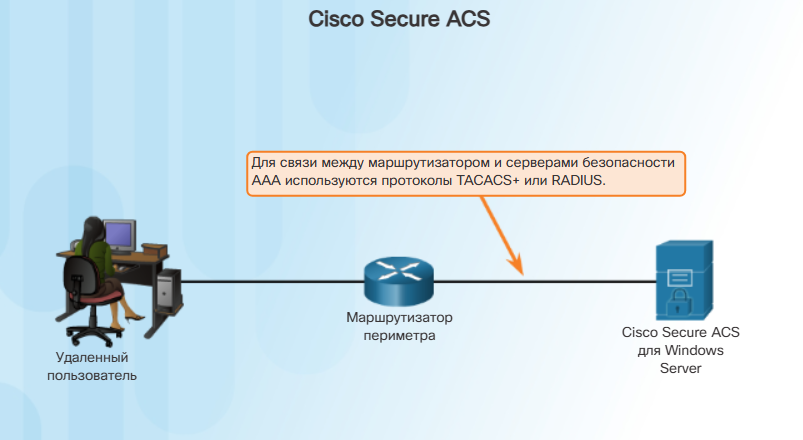 Cisco Secure ACS
Для связи между маршрутизатором и серверами безопасности
AAA используются протоколы TACACS+ или RADIUS.
Удаленный
пользователь
Маршрутизатор
периметра
Cisco Secure ACS
для Windows
Server